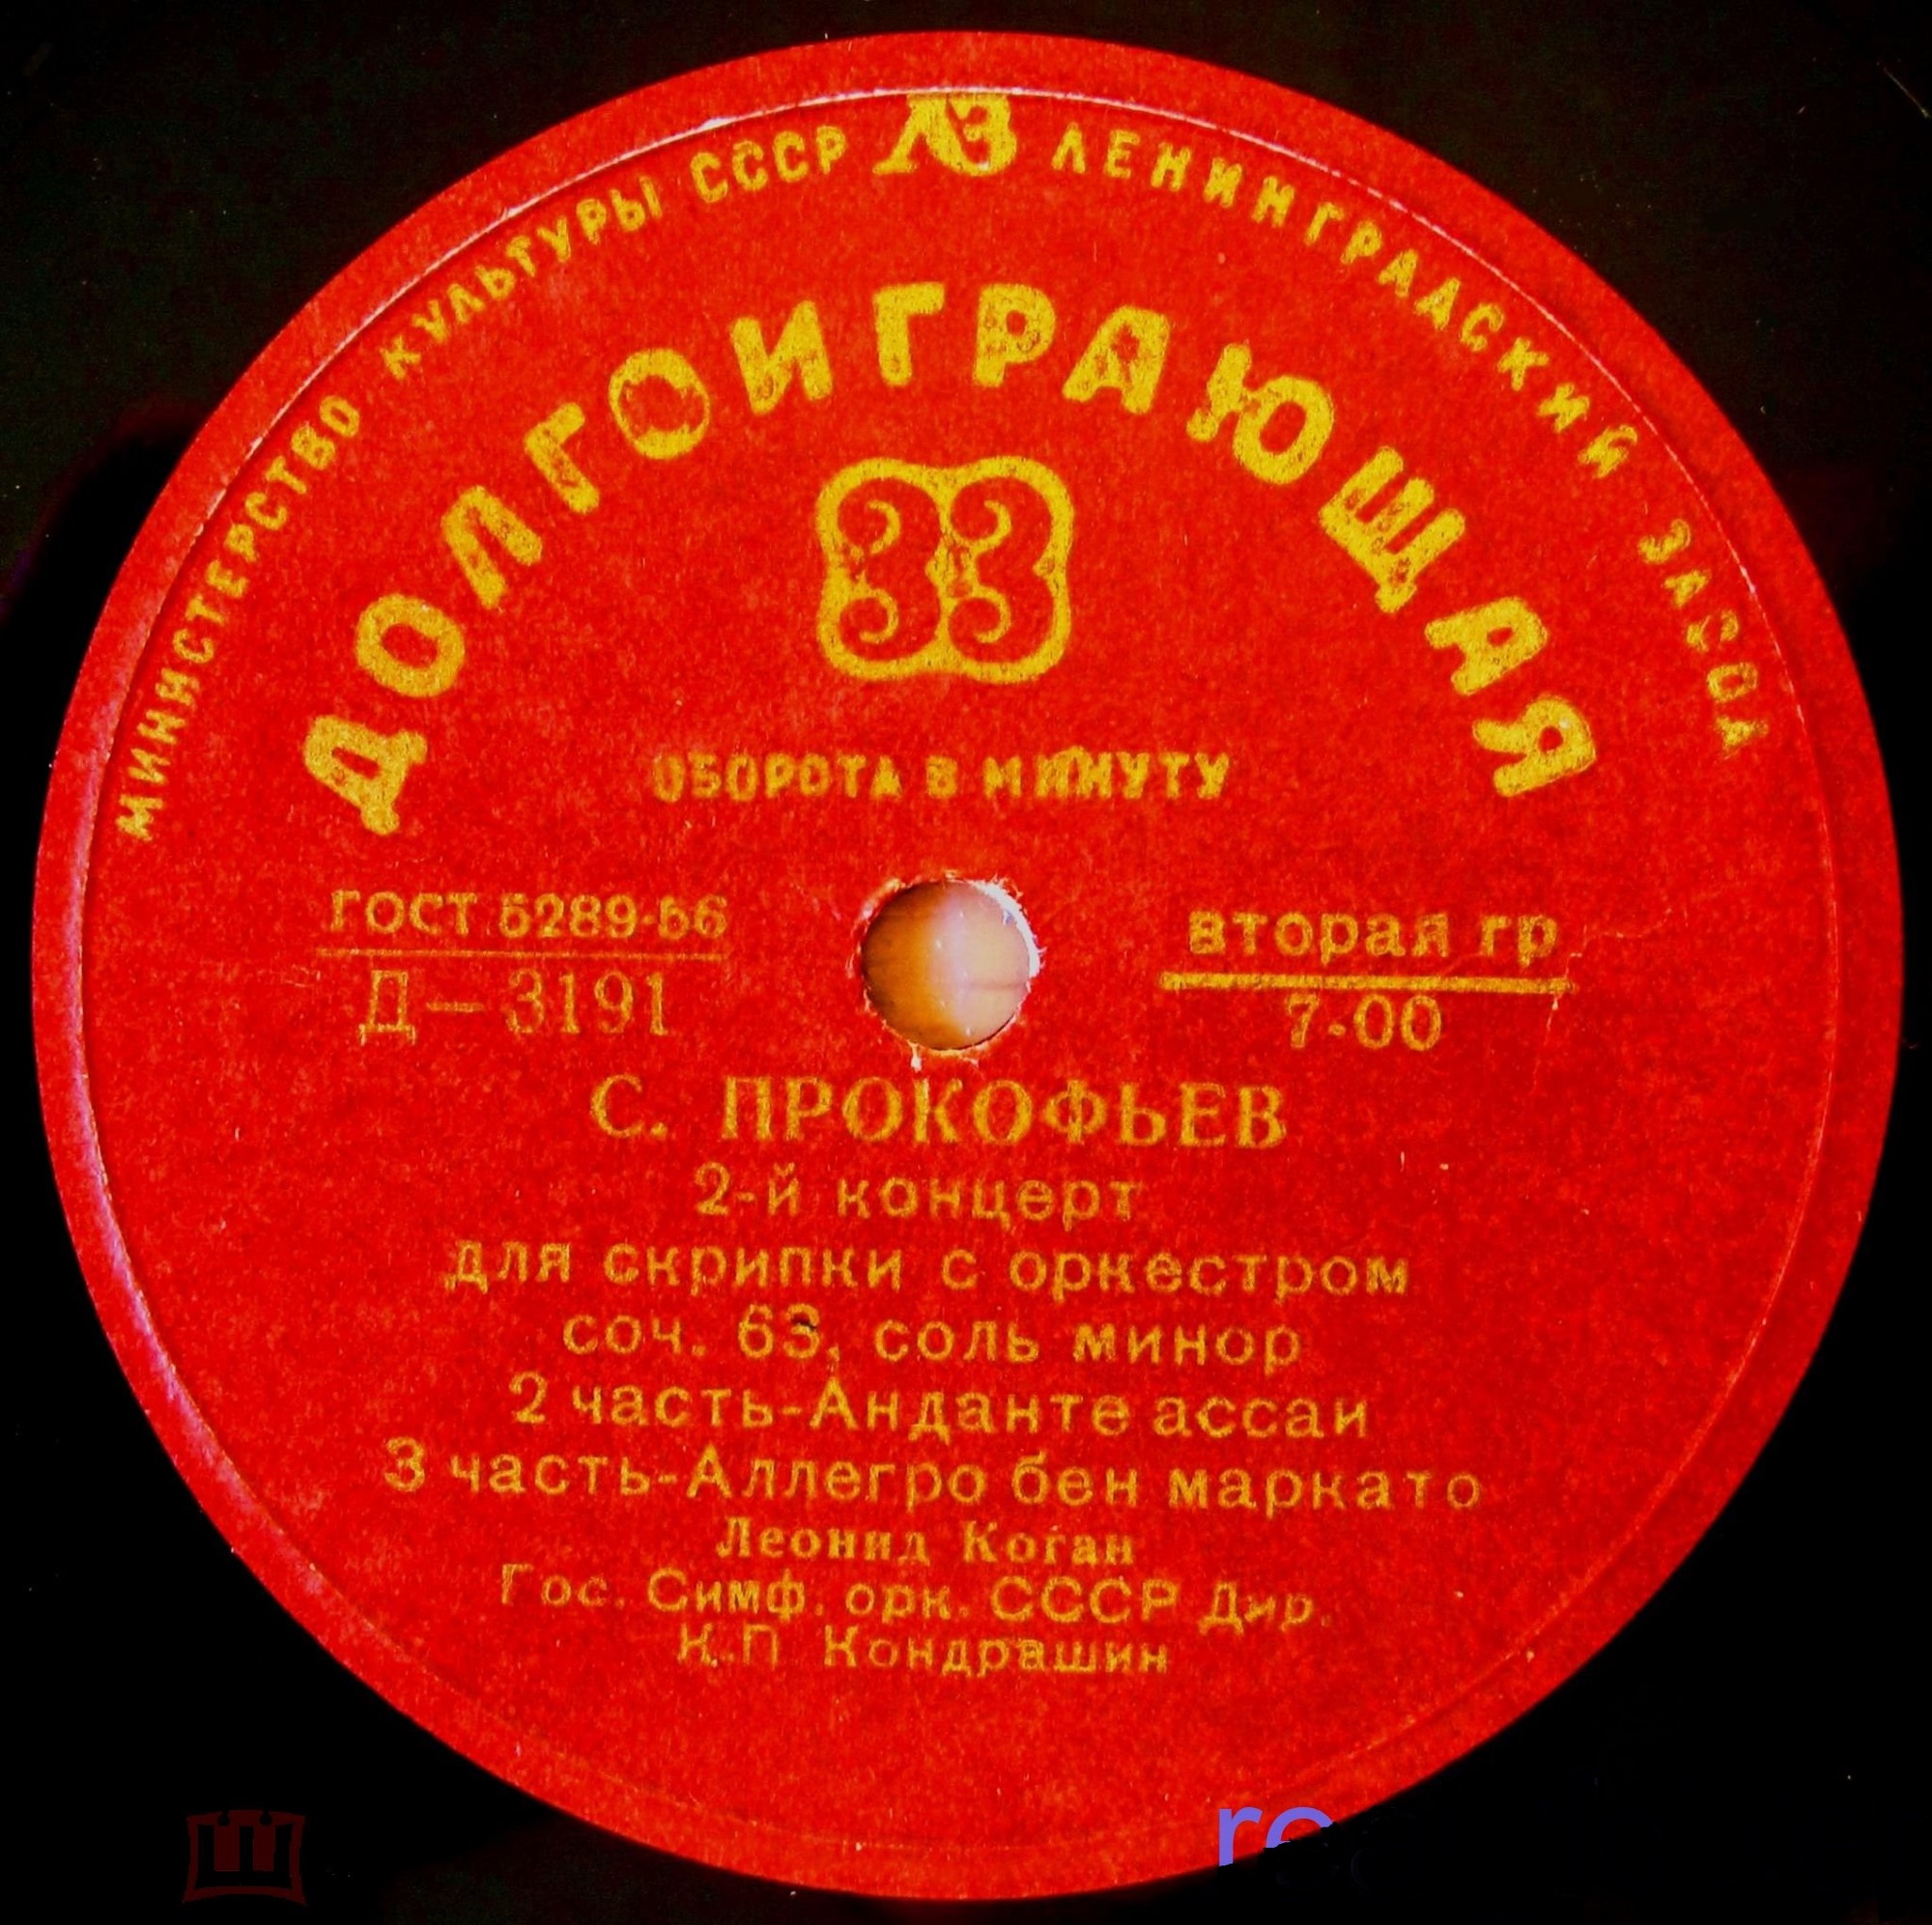 МИНИСТЕРСТВО КУЛЬТУРЫ СССР ЛЗ ЛЕНИНГРАДСКИЙ ЗАВОД
ДОЛГОИГРАЮЩАЯ
33
ОБОРОТА В МИНУТУ
ГОСТ 5289-56
Д—3191
вторая гр
7-00
С. ПРОКОФЬЕВ
2-й концерт
для скрипки с оркестром
соч. 63, соль минор
2 часть-Анданте ассаи
3 часть-Аллегро бен маркато
Леонид Коган
Гос. Симф. орк. СССР Дир.
К.П Кондрашин